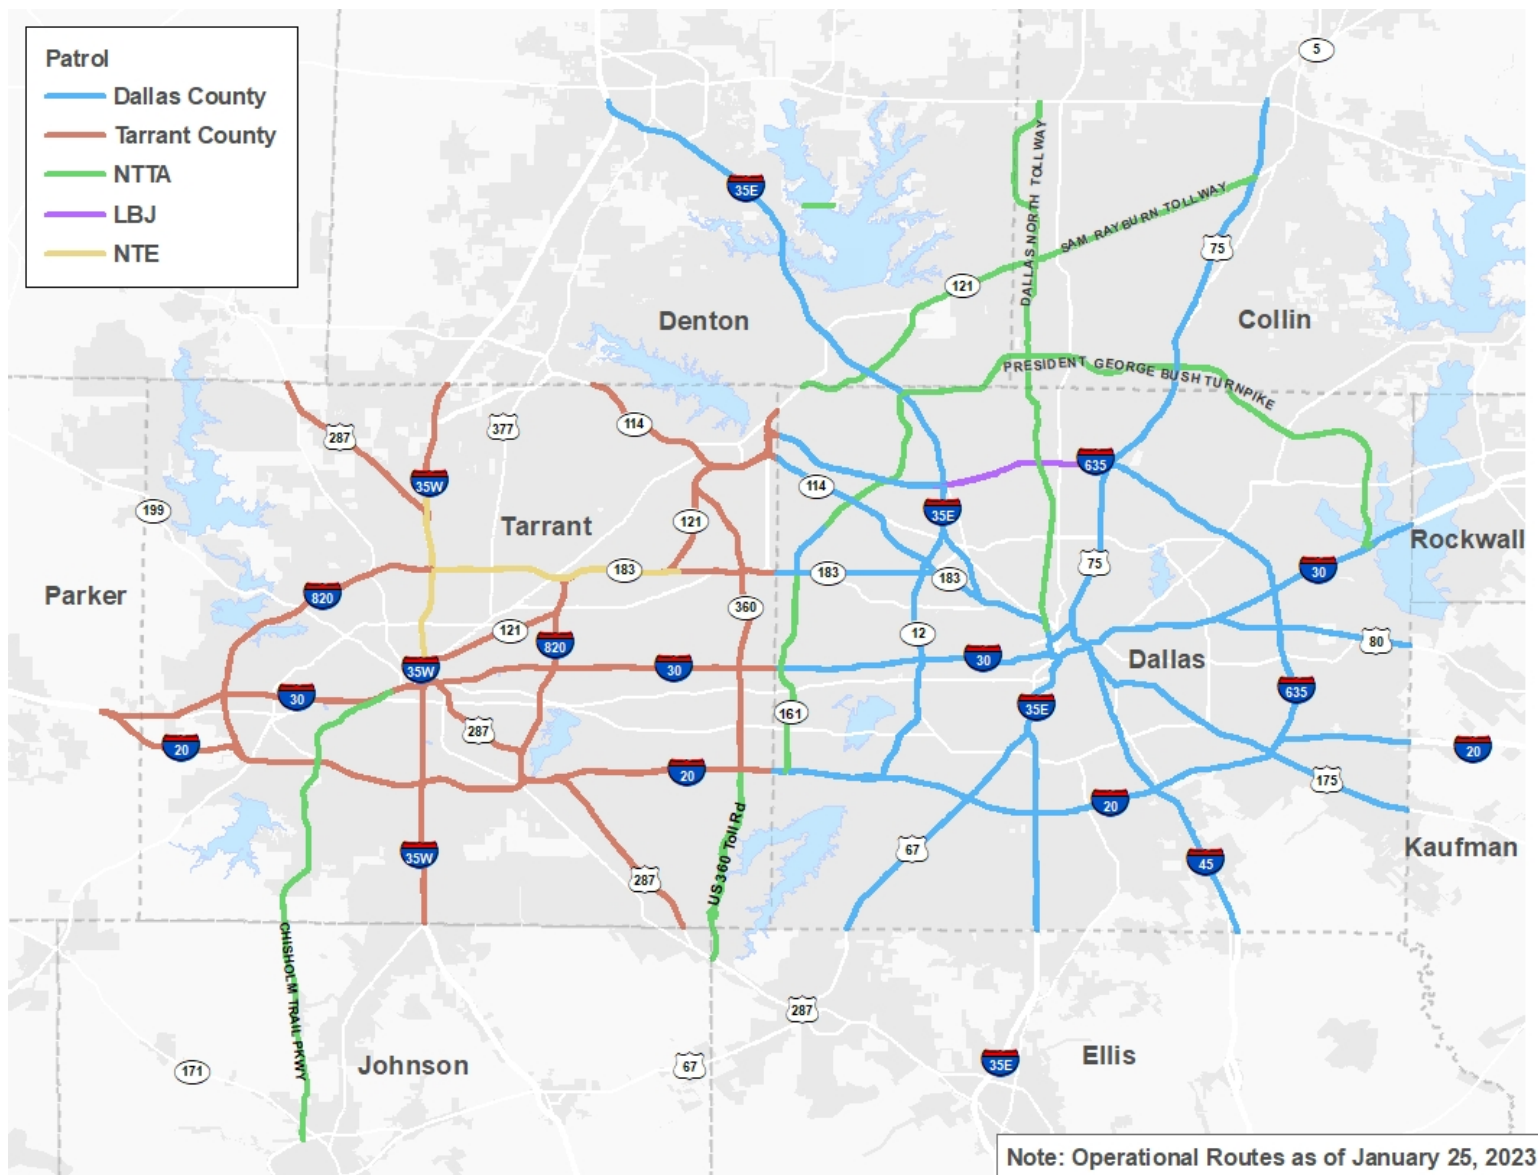 Patrol
Dallas County
Tarrant County
NTTA
LBJ
NTE
5
35E
DALLAS NORTH TOLLWAY
SAM RAYBURN TOLLWAY
75
121
Denton
Collin
PRESIDENT GEORGE BUSH TURNPIKE
287
377
114
35W
635
114
199
121
35E
Tarrant
Rockwall
183
183
183
75
30
820
Parker
360
121
820
12
80
35W
30
30
Dallas
30
635
287
161
35E
20
20
20
175
20
US 360 Toll Rd
35W
67
45
Kaufman
287
CHISHOLM TRAIL PKWY
287
171
Johnson
67
35E
Ellis
Note: Operational Routes as of January 25, 2023